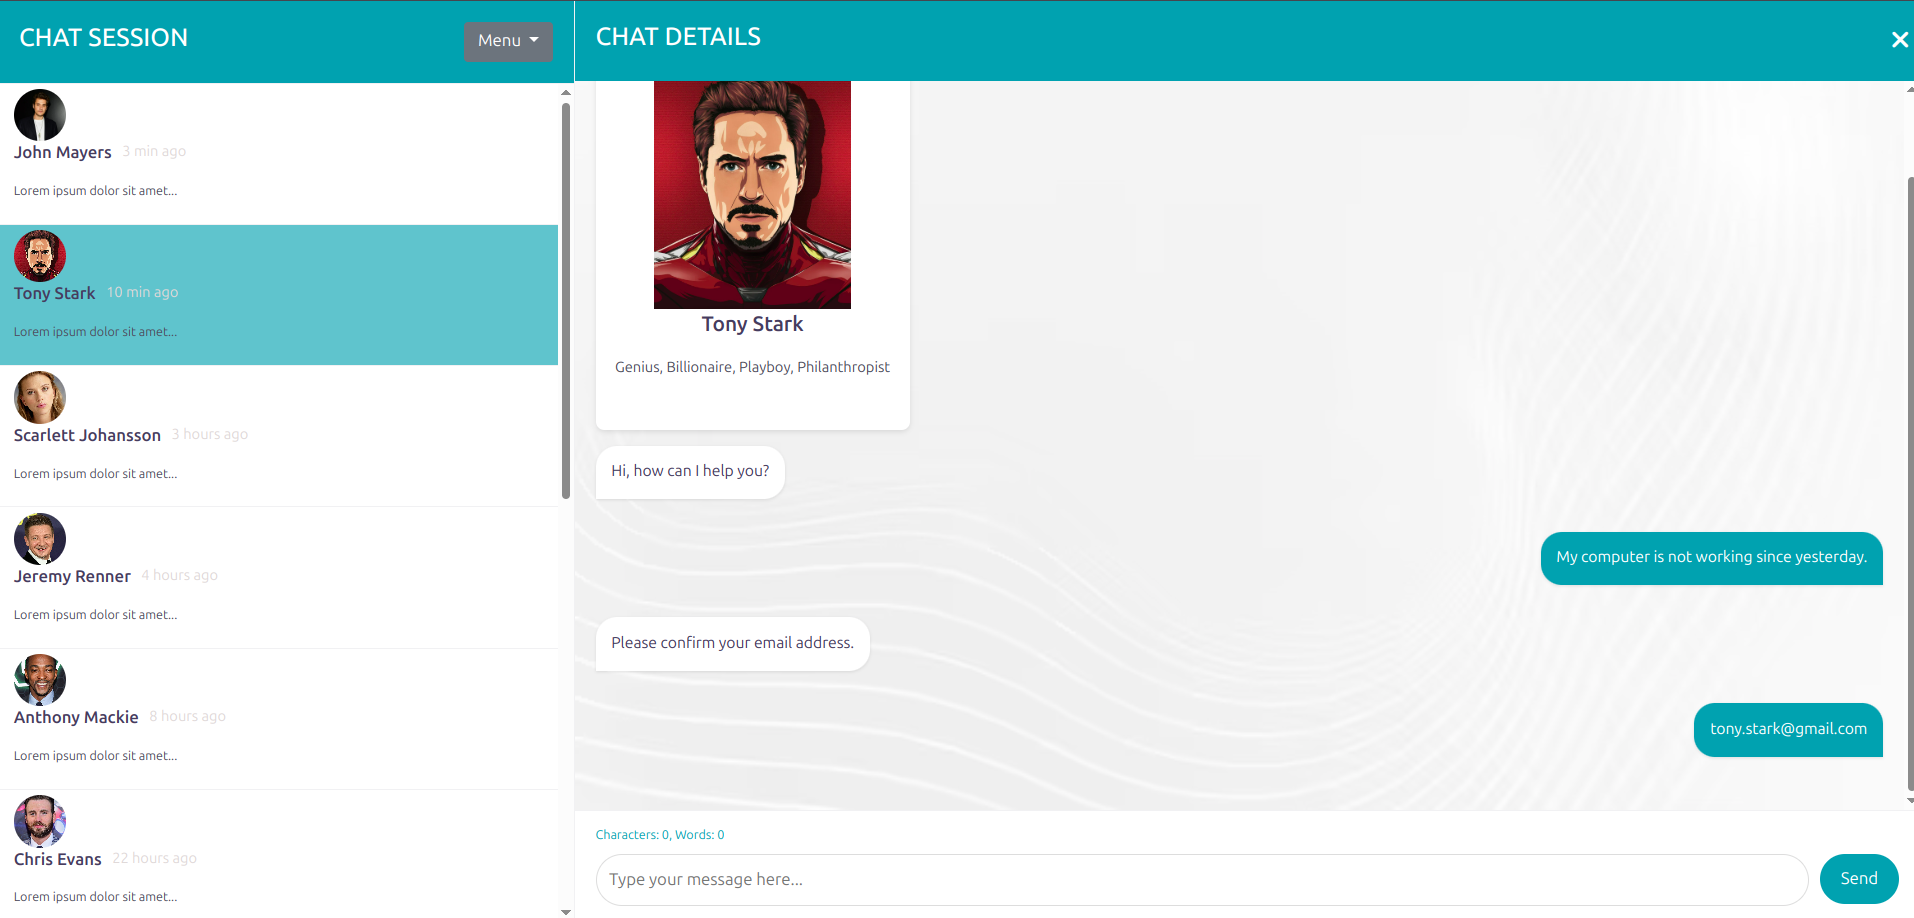 CHAT SESSION
Menu
John Mayers 3 min ago
Lorem ipsum dolor sit amet...
Tony Stark 10 min ago
Lorem ipsum dolor sit amet...
Scarlett Johansson 3 hours ago
Lorem ipsum dolor sit amet...
Jeremy Renner 4 hours ago
Lorem ipsum dolor sit amet...
Anthony Mackie 8 hours ago
Lorem ipsum dolor sit amet...
Chris Evans 22 hours ago
Lorem ipsum dolor sit amet...
CHAT DETAILS
Tony Stark
Genius, Billionaire, Playboy, Philanthropist
Hi, how can I help you?
My computer is not working since yesterday.
Please confirm your email address.
tony.stark@gmail.com
Characters: 0, Words: 0
Type your message here...
Send